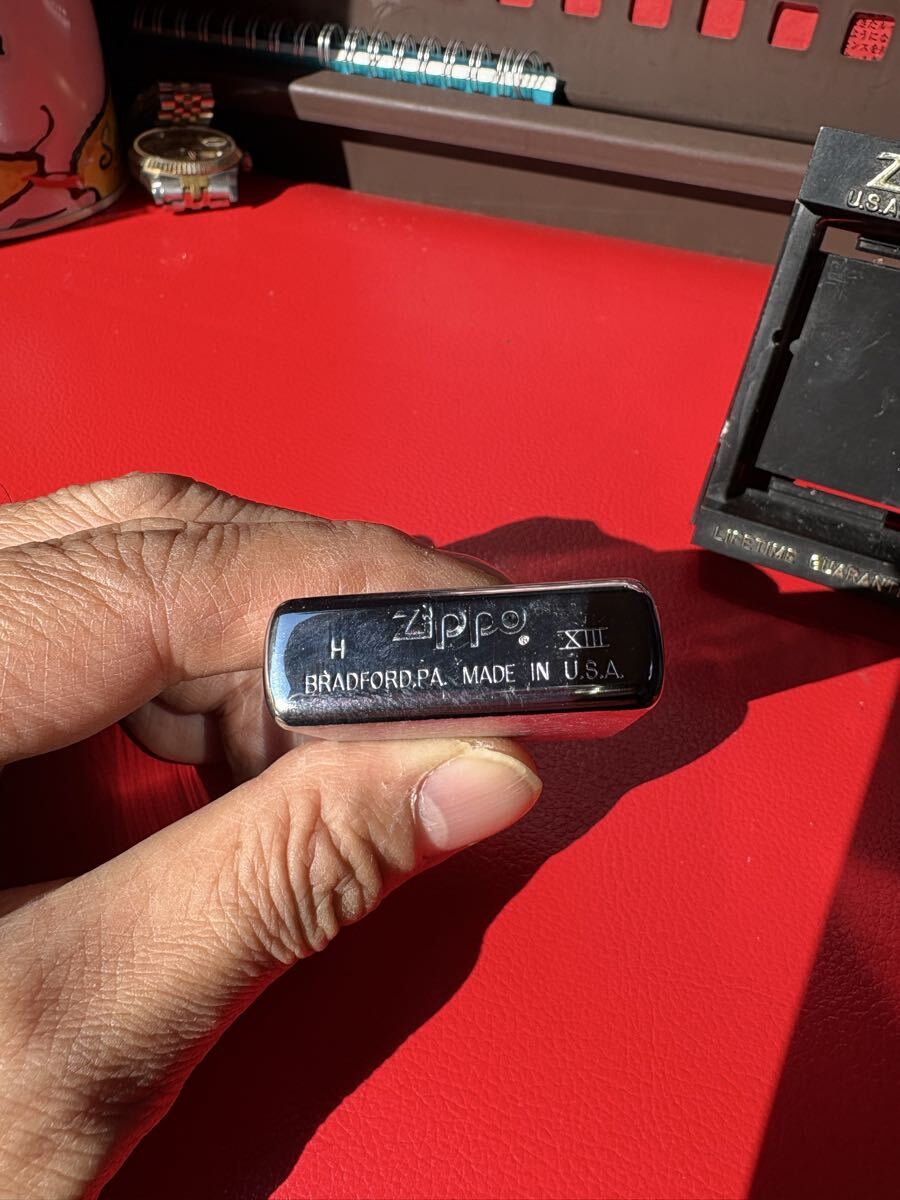 Z
U.S.A
LIFETIME GUARANT
Zippo ®
H XIII
BRADFORD,PA. MADE IN U.S.A.